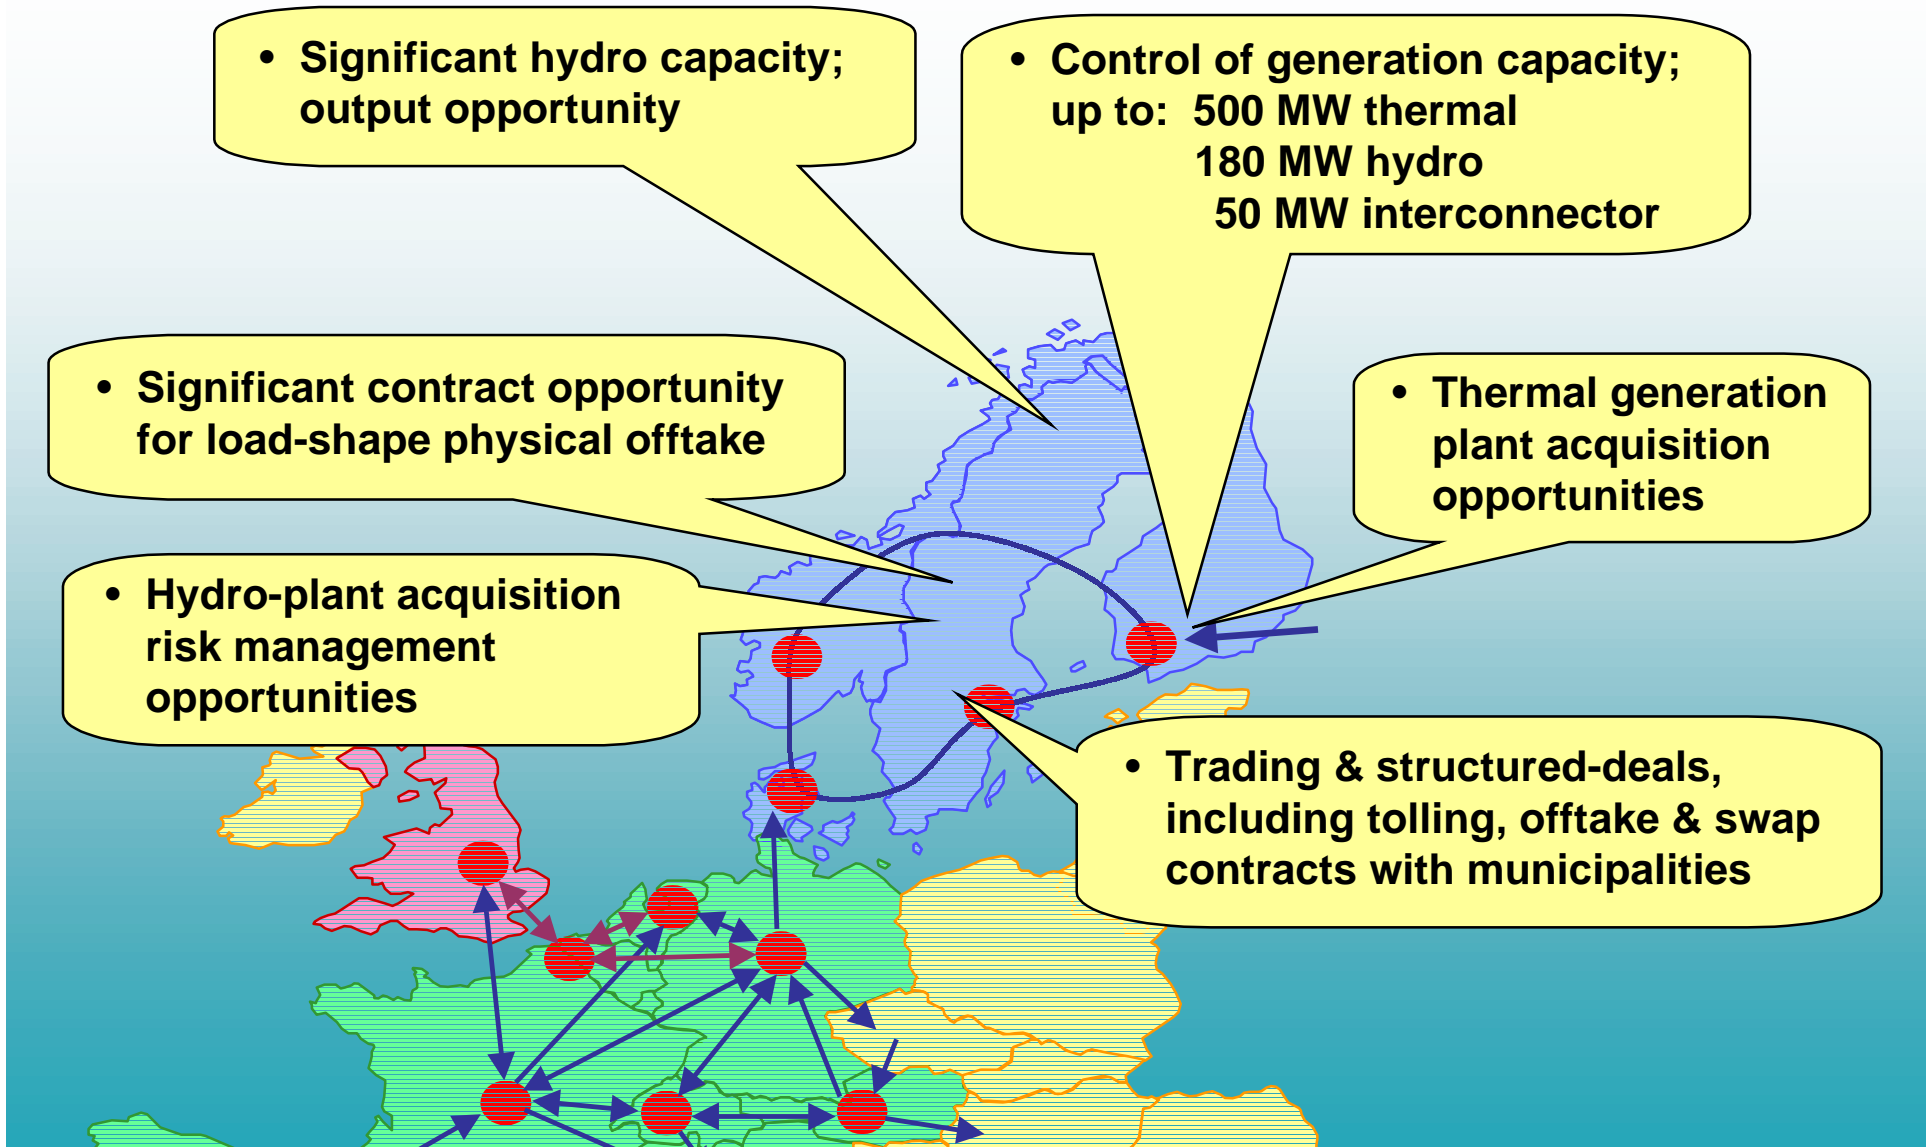 • Significant hydro capacity;
output opportunity
• Control of generation capacity;
up to: 500 MW thermal
180 MW hydro
50 MW interconnector
• Significant contract opportunity
for load-shape physical offtake
• Thermal generation
plant acquisition
opportunities
• Hydro-plant acquisition
risk management
opportunities
• Trading & structured-deals,
including tolling, offtake & swap
contracts with municipalities